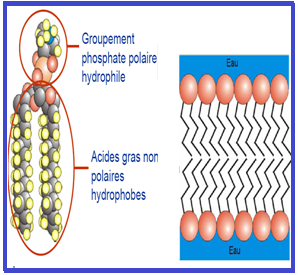 Groupement
phosphate polaire
hydrophile
Acides gras non
polaires
hydrophobes
Eau
Eau